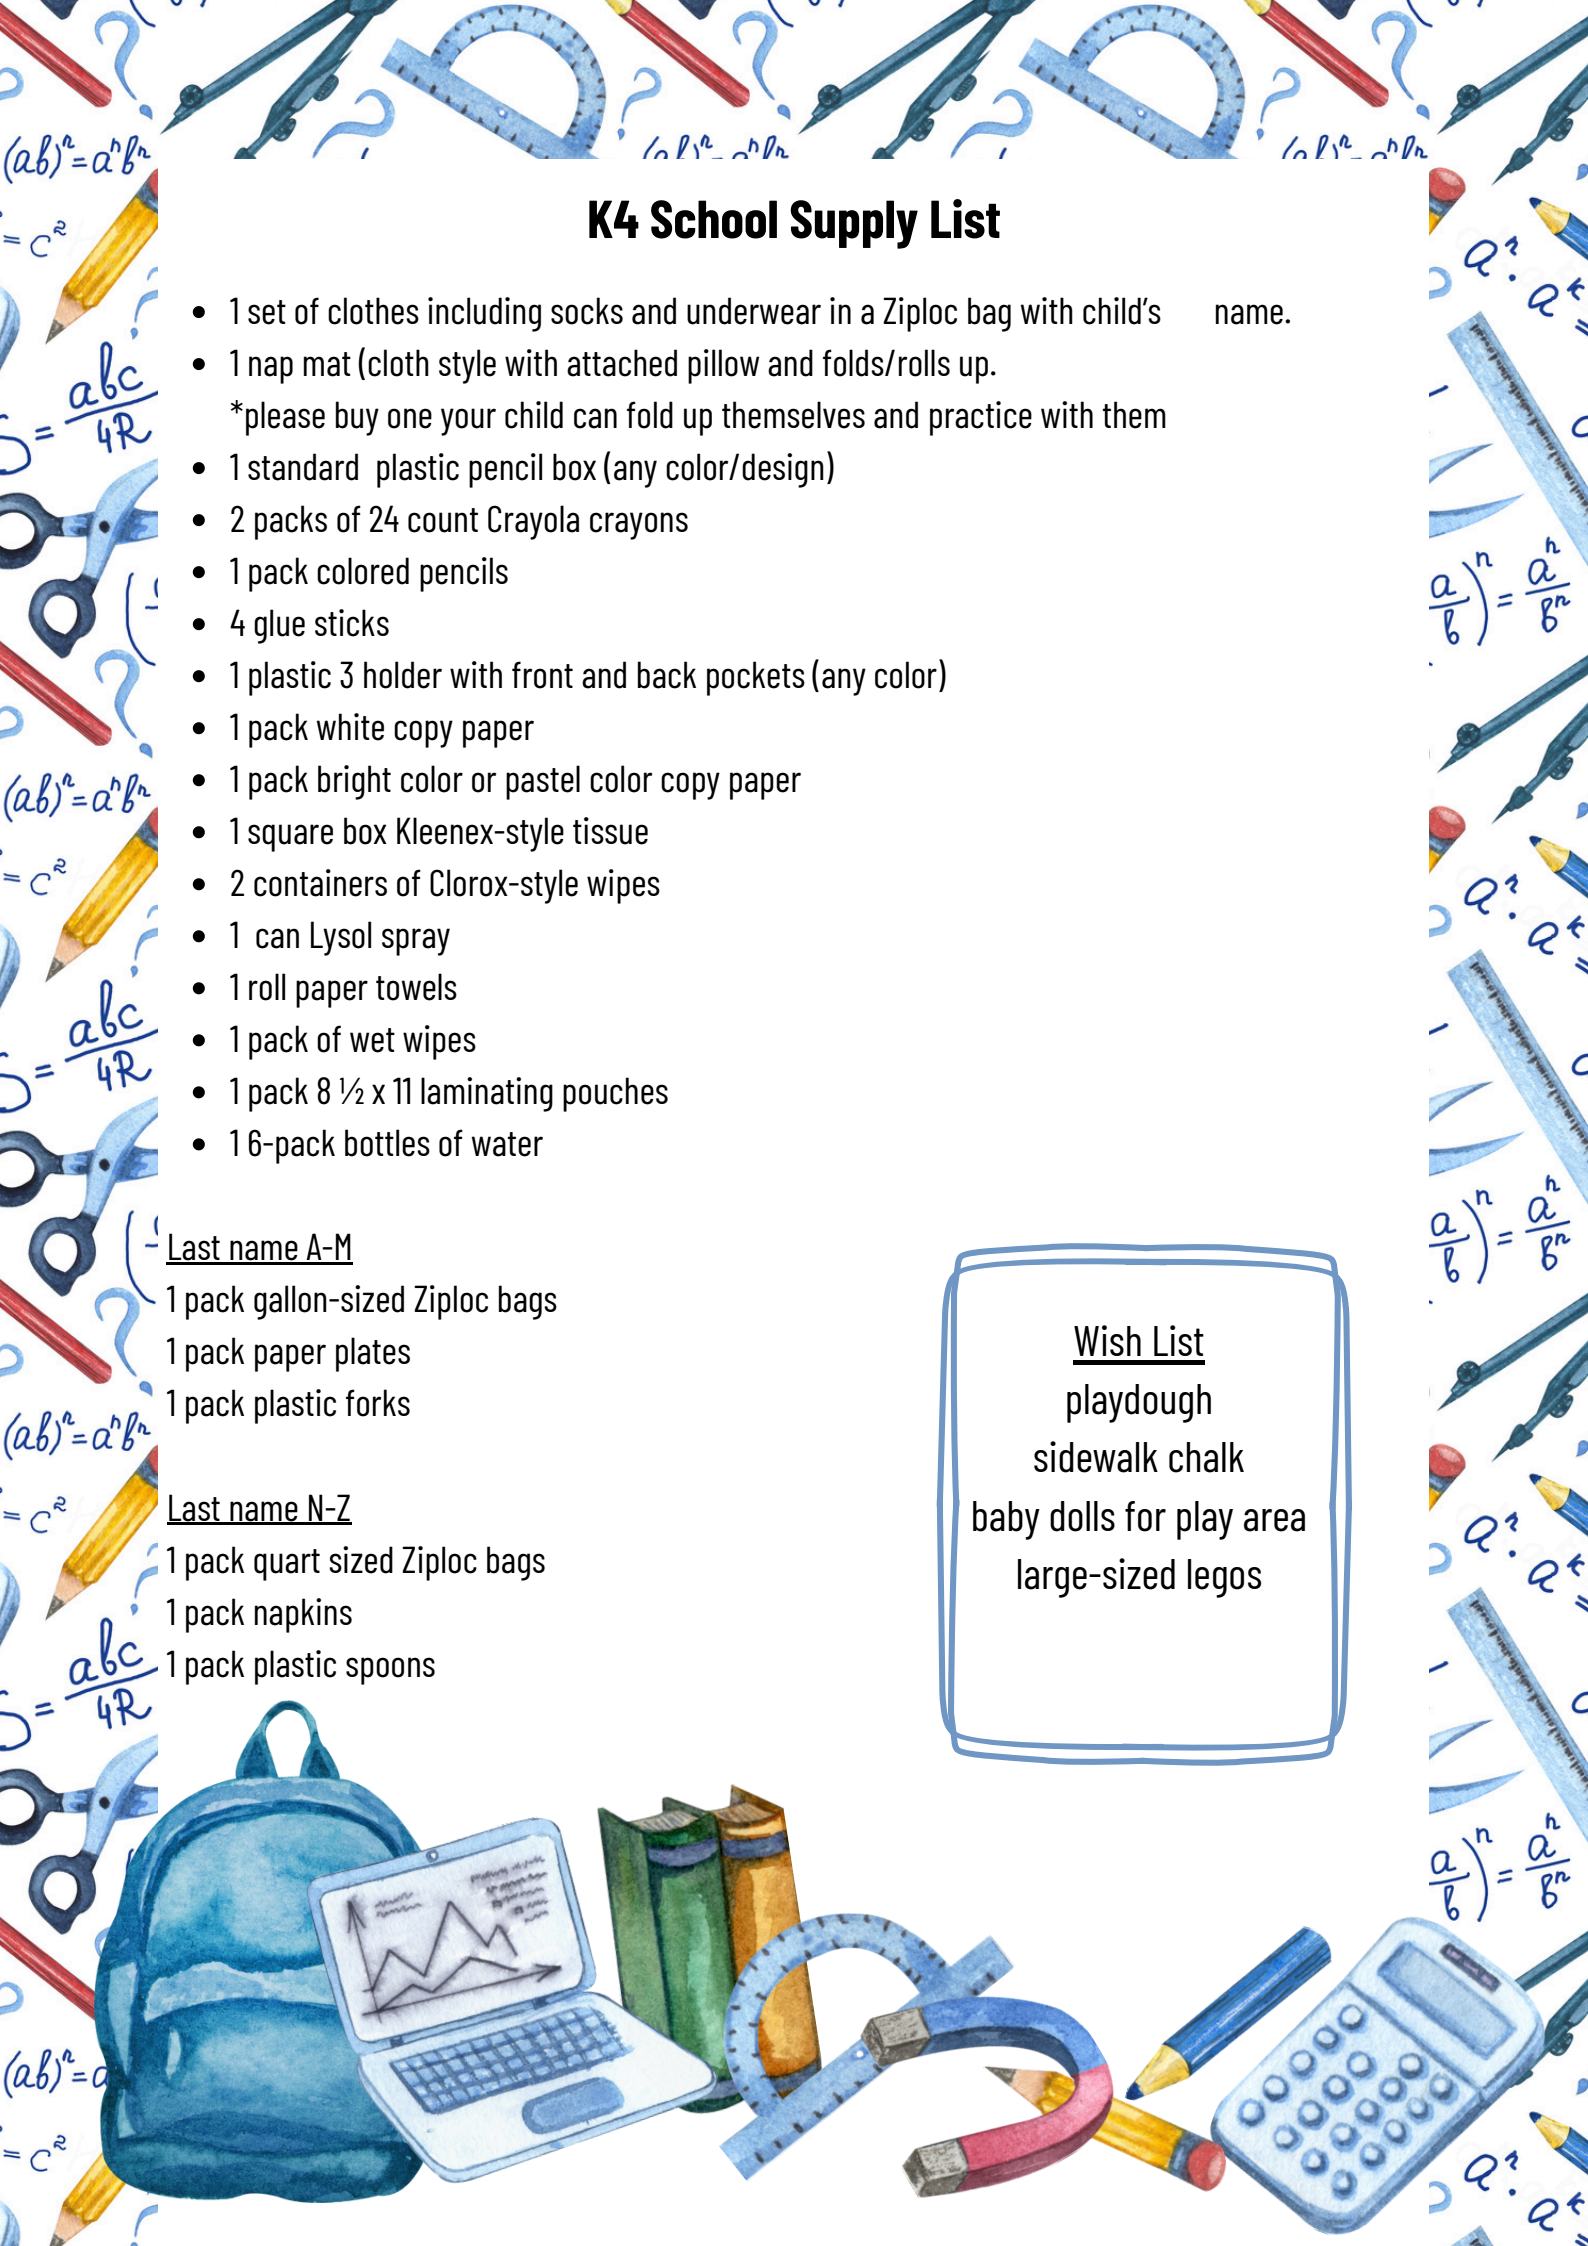 K4 School Supply List
• 1 set of clothes including socks and underwear in a Ziploc bag with child’s name.
• 1 nap mat (cloth style with attached pillow and folds/rolls up.
*please buy one your child can fold up themselves and practice with them
• 1 standard plastic pencil box (any color/design)
• 2 packs of 24 count Crayola crayons
• 1 pack colored pencils
• 4 glue sticks
• 1 plastic 3 holder with front and back pockets (any color)
• 1 pack white copy paper
• 1 pack bright color or pastel color copy paper
• 1 square box Kleenex-style tissue
• 2 containers of Clorox-style wipes
• 1 can Lysol spray
• 1 roll paper towels
• 1 pack of wet wipes
• 1 pack 8 ½ x 11 laminating pouches
• 1 6-pack bottles of water
Last name A-M
1 pack gallon-sized Ziploc bags
1 pack paper plates
1 pack plastic forks
Last name N-Z
1 pack quart sized Ziploc bags
1 pack napkins
1 pack plastic spoons
Wish List
playdough
sidewalk chalk
baby dolls for play area
large-sized legos